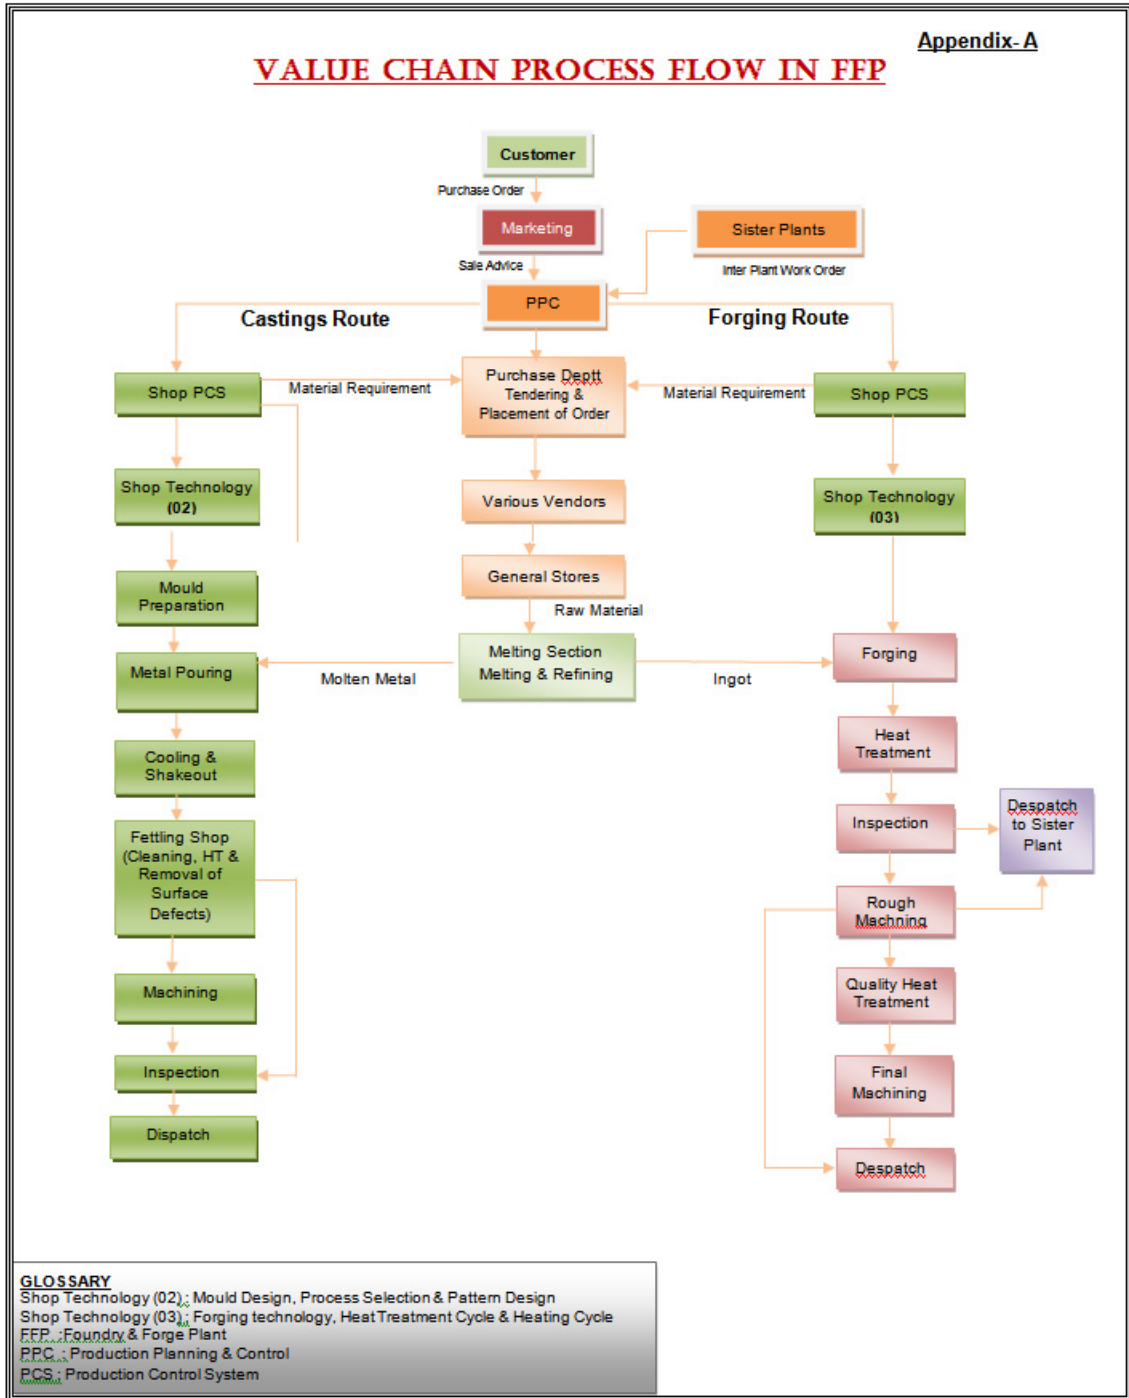 Appendix- A
VALUE CHAIN PROCESS FLOW IN FFP
Customer
Purchase Order
Marketing
Sister Plants
Sale Advice
Inter Plant Work Order
PPC
Castings Route
Forging Route
Purchase Deptt
Tendering &
Placement of Order
Shop PCS
Material Requirement
Material Requirement
Shop PCS
Shop Technology
(02)
Various Vendors
Shop Technology
(03)
General Stores
Mould
Preparation
Raw Material
Melting Section
Melting & Refining
Metal Pouring
Molten Metal
Ingot
Forging
Cooling &
Shakeout
Heat
Treatment
Fettling Shop
(Cleaning, HT &
Removal of
Surface
Defects)
Inspection
Despatch
to Sister
Plant
Rough
Machning
Machining
Quality Heat
Treatment
Inspection
Final
Machining
Dispatch
Despatch
GLOSSARY
Shop Technology (02) : Mould Design, Process Selection & Pattern Design
Shop Technology (03) : Forging technology, Heat Treatment Cycle & Heating Cycle
FFP :Foundry & Forge Plant
PPC : Production Planning & Control
PCS : Production Control System